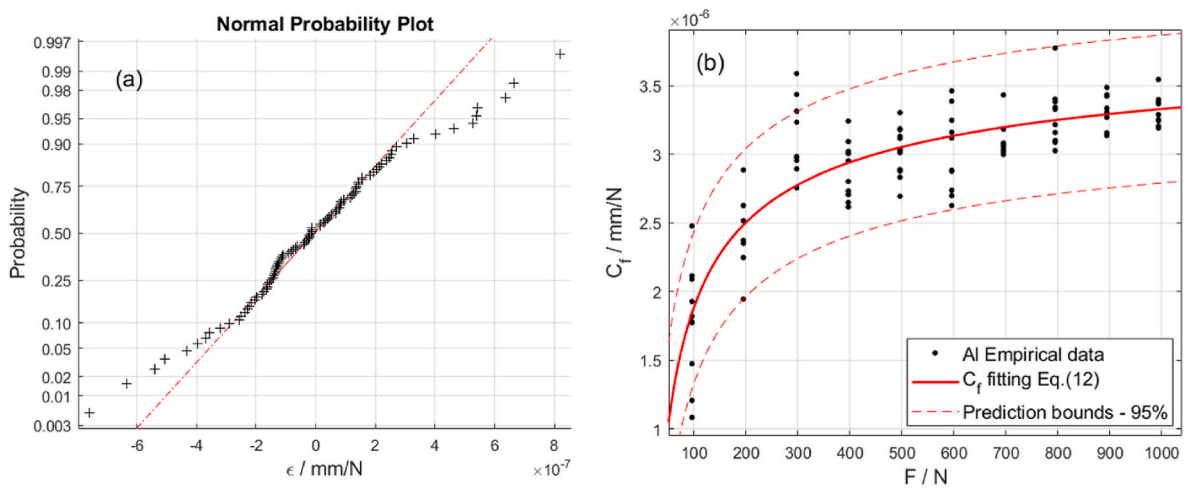 Normal Probability Plot
(a)
Probability
0.997
0.99
0.98
0.95
0.90
0.75
0.50
0.25
0.10
0.05
0.02
0.01
0.003
-6 -4 -2 0 2 4 6 8
×10⁻⁷
ϵ / mm/N
×10⁻⁶
(b)
C_f / mm/N
3.5
3
2.5
2
1.5
1
100 200 300 400 500 600 700 800 900 1000
F / N
Al Empirical data
C_f fitting Eq.(12)
Prediction bounds - 95%